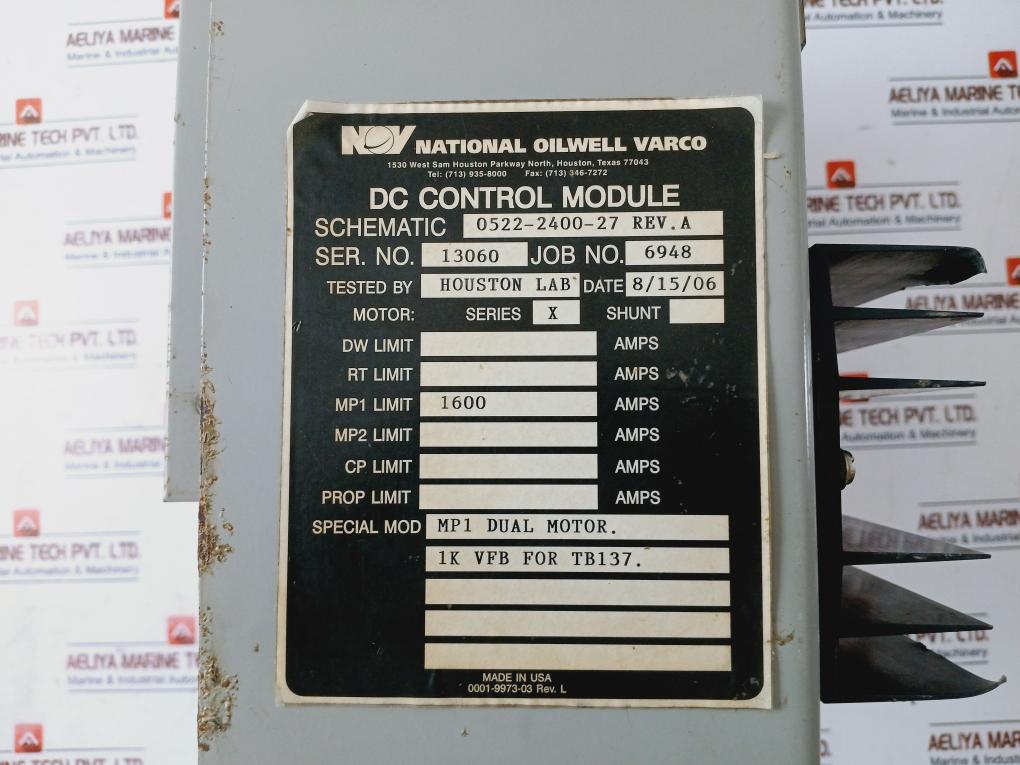 NOV NATIONAL OILWELL VARCO
1530 West Sam Houston Parkway North, Houston, Texas 77043
Tel: (713) 935-8000 Fax: (713) 346-7272
DC CONTROL MODULE
SCHEMATIC 0522-2400-27 REV.A
SER. NO. 13060 JOB NO. 6948
TESTED BY HOUSTON LAB DATE 8/15/06
MOTOR: SERIES X SHUNT
DW LIMIT AMPS
RT LIMIT AMPS
MP1 LIMIT 1600 AMPS
MP2 LIMIT AMPS
CP LIMIT AMPS
PROP LIMIT AMPS
SPECIAL MOD MP1 DUAL MOTOR.
1K VFB FOR TB137.
MADE IN USA
0001-9973-03 Rev. L
AELIYA MARINE
Marine & Industrial
TECH PVT. LTD.
Automation & Machinery
AELIYA MARINE TECH